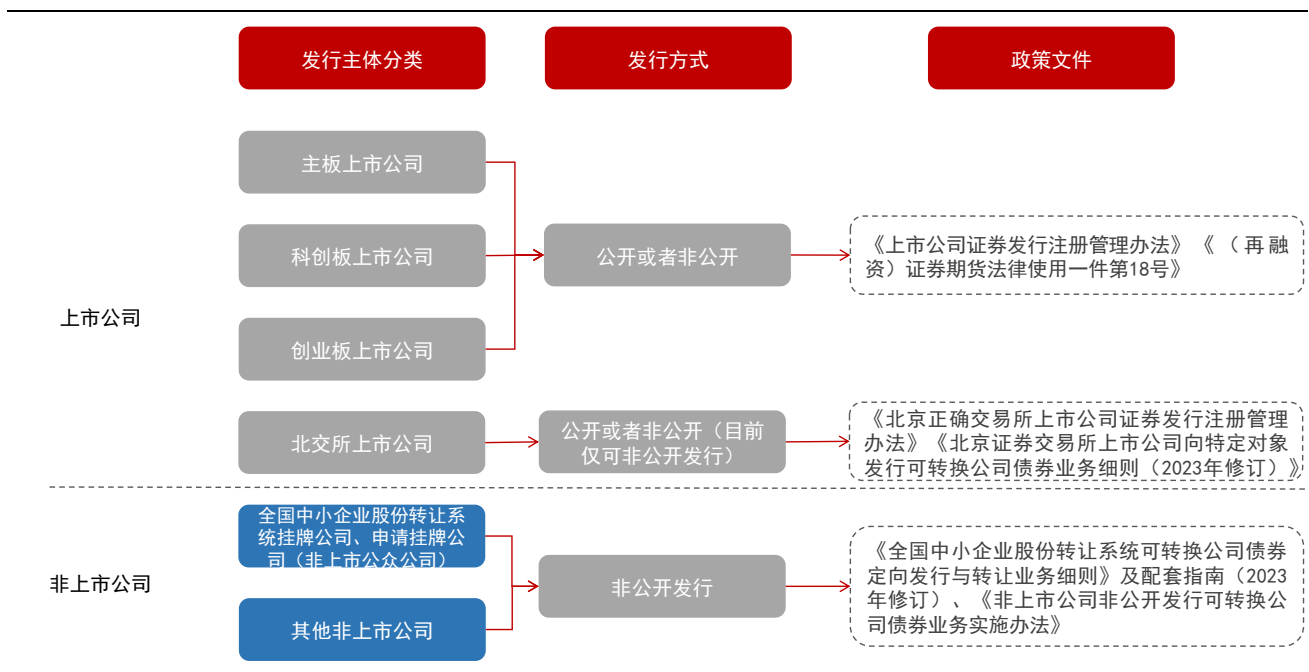 发行主体分类
发行方式
政策文件
主板上市公司
科创板上市公司
创业板上市公司
公开或者非公开
《上市公司证券发行注册管理办法》《（再融
资）证券期货法律使用一件第18号》
上市公司
北交所上市公司
公开或者非公开（目前
仅可非公开发行）
《北京正确交易所上市公司证券发行注册管理
办法》《北京证券交易所上市公司向特定对象
发行可转换公司债券业务细则（2023年修订）》
非上市公司
全国中小企业股份转让系
统挂牌公司、申请挂牌公
司（非上市公众公司）
其他非上市公司
非公开发行
《全国中小企业股份转让系统可转换公司债券
定向发行与转让业务细则》及配套指南（2023
年修订）、《非上市公司非公开发行可转换公
司债券业务实施办法》